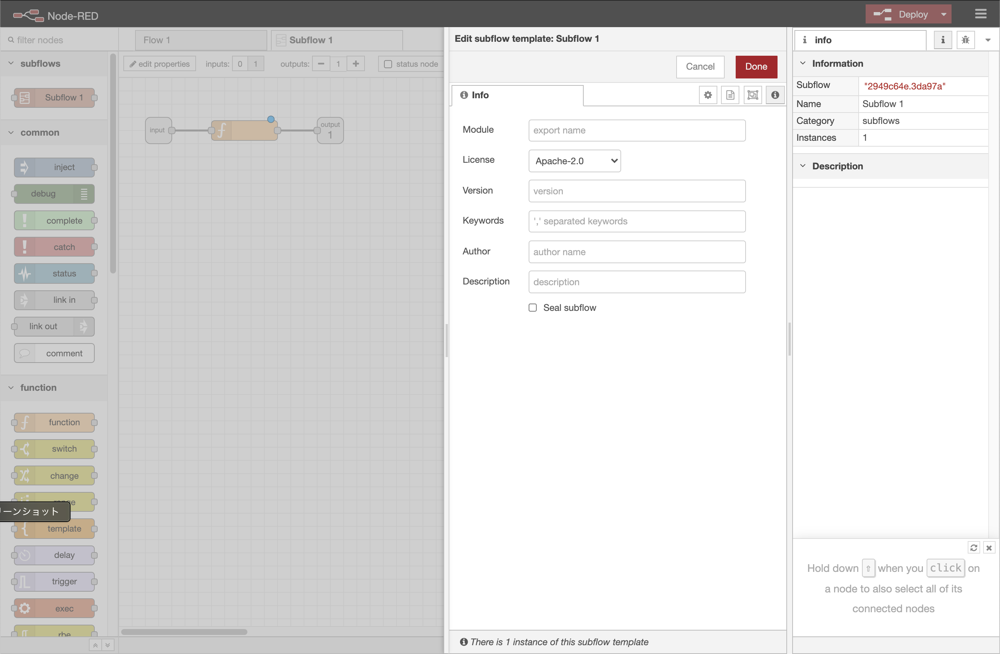 Node-RED
Deploy
filter nodes
Flow 1
Subflow 1
edit properties
inputs:
0
1
outputs:
1
status node
subflows
Subflow 1
common
inject
debug
complete
catch
status
link in
link out
comment
function
function
switch
change
range
リーンショット
template
delay
trigger
exec
rbe
input
output
1
Edit subflow template: Subflow 1
Cancel
Done
Info
Module
export name
License
Apache-2.0
Version
version
Keywords
',' separated keywords
Author
author name
Description
description
Seal subflow
There is 1 instance of this subflow template
info
Information
Subflow "2949c64e.3da97a"
Name Subflow 1
Category subflows
Instances 1
Description
Hold down ⇧ when you click on
a node to also select all of its
connected nodes